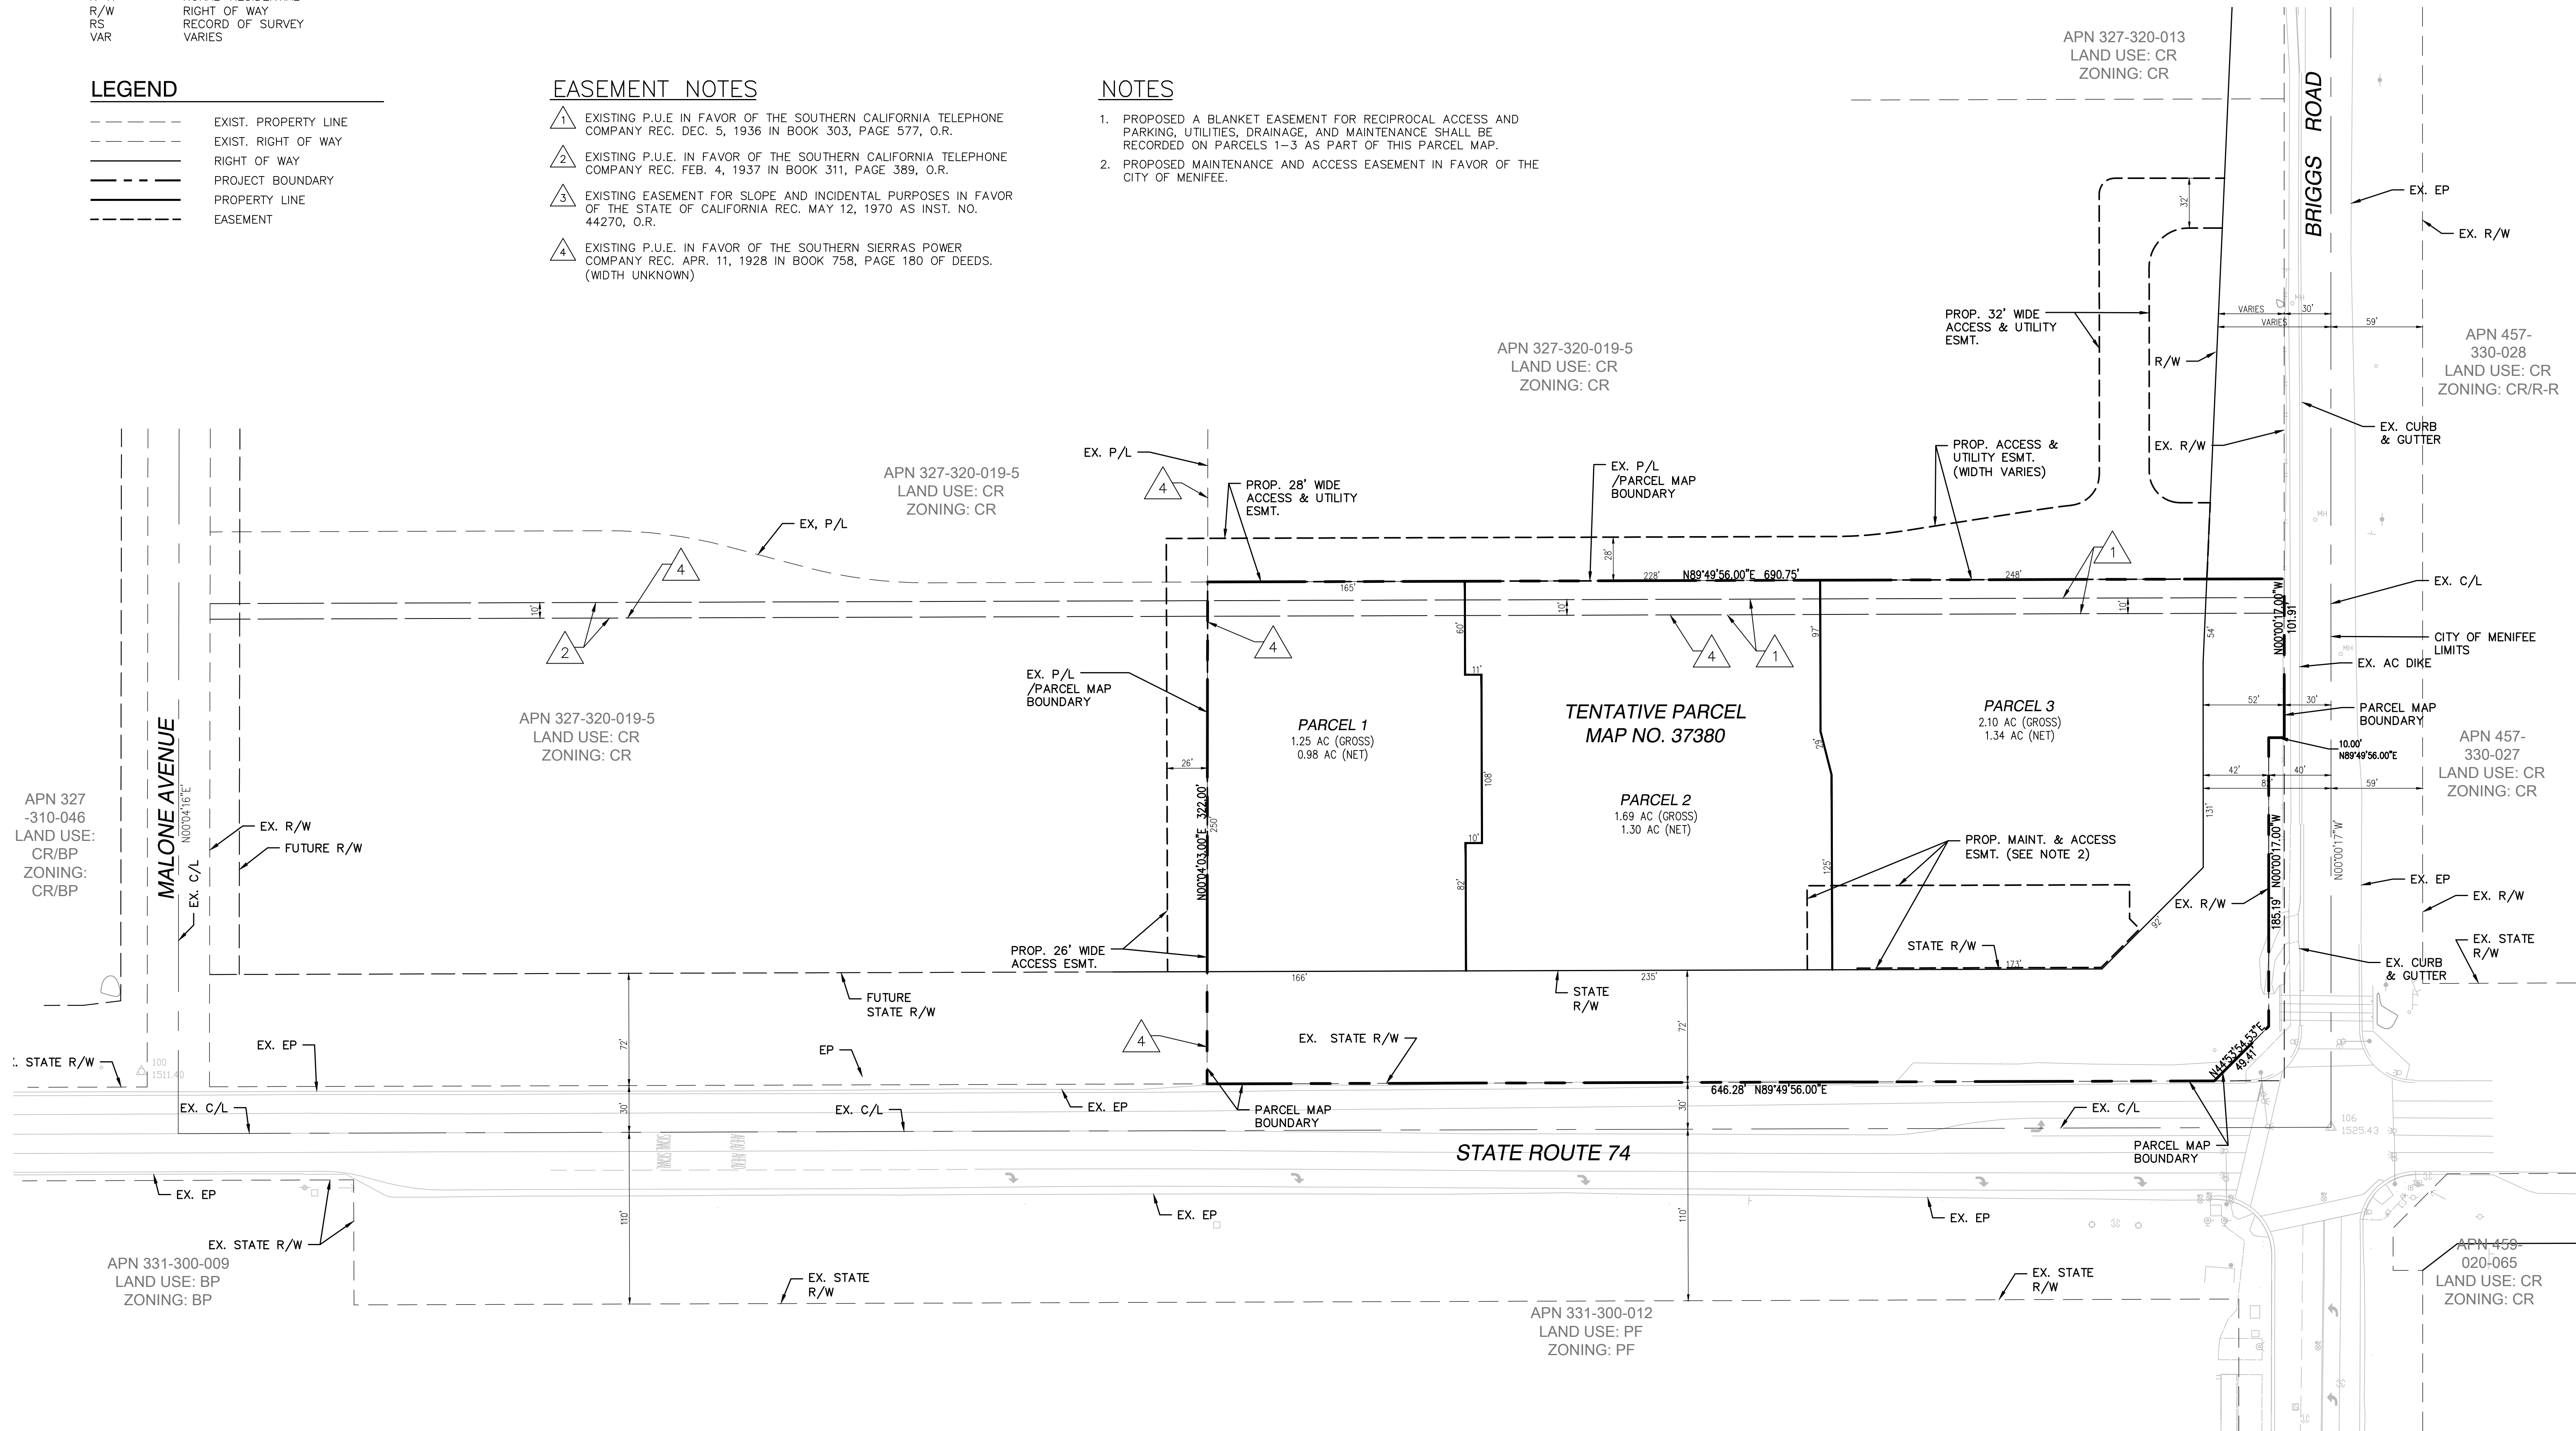 R/W RIGHT OF WAY
RS RECORD OF SURVEY
VAR VARIES
LEGEND
EXIST. PROPERTY LINE
EXIST. RIGHT OF WAY
RIGHT OF WAY
PROJECT BOUNDARY
PROPERTY LINE
EASEMENT
EASEMENT NOTES
1 EXISTING P.U.E IN FAVOR OF THE SOUTHERN CALIFORNIA TELEPHONE
COMPANY REC. DEC. 5, 1936 IN BOOK 303, PAGE 577, O.R.
2 EXISTING P.U.E. IN FAVOR OF THE SOUTHERN CALIFORNIA TELEPHONE
COMPANY REC. FEB. 4, 1937 IN BOOK 311, PAGE 389, O.R.
3 EXISTING EASEMENT FOR SLOPE AND INCIDENTAL PURPOSES IN FAVOR
OF THE STATE OF CALIFORNIA REC. MAY 12, 1970 AS INST. NO.
44270, O.R.
4 EXISTING P.U.E. IN FAVOR OF THE SOUTHERN SIERRAS POWER
COMPANY REC. APR. 11, 1928 IN BOOK 758, PAGE 180 OF DEEDS.
(WIDTH UNKNOWN)
NOTES
1. PROPOSED A BLANKET EASEMENT FOR RECIPROCAL ACCESS AND
PARKING, UTILITIES, DRAINAGE, AND MAINTENANCE SHALL BE
RECORDED ON PARCELS 1-3 AS PART OF THIS PARCEL MAP.
2. PROPOSED MAINTENANCE AND ACCESS EASEMENT IN FAVOR OF THE
CITY OF MENIFEE.
APN 327-320-013
LAND USE: CR
ZONING: CR
BRIGGS ROAD
EX. EP
EX. R/W
32'
PROP. 32' WIDE
ACCESS & UTILITY
ESMT.
R/W
MH
VARIES
30'
VARIES
59'
APN 457-
330-028
LAND USE: CR
ZONING: CR/R-R
APN 327-320-019-5
LAND USE: CR
ZONING: CR
EX. R/W
EX. CURB
& GUTTER
EX. P/L
4
APN 327-320-019-5
LAND USE: CR
ZONING: CR
PROP. 28' WIDE
ACCESS & UTILITY
ESMT.
EX. P/L
/PARCEL MAP
BOUNDARY
PROP. ACCESS &
UTILITY ESMT.
(WIDTH VARIES)
EX, P/L
MH
4
28'
1
165'
228'
N89°49'56.00"E 690.75'
248'
EX. C/L
10'
10'
10'
N00°00'17.00"W
101.91'
2
4
60'
4
1
97'
54'
CITY OF MENIFEE
LIMITS
MH
EX. AC DIKE
EX. P/L
/PARCEL MAP
BOUNDARY
11'
APN 327-320-019-5
LAND USE: CR
ZONING: CR
PARCEL 1
1.25 AC (GROSS)
0.98 AC (NET)
TENTATIVE PARCEL
MAP NO. 37380
PARCEL 3
2.10 AC (GROSS)
1.34 AC (NET)
52'
30'
PARCEL MAP
BOUNDARY
29'
10.00'
N89°49'56.00"E
APN 457-
330-027
LAND USE: CR
ZONING: CR
26'
108'
42'
40'
59'
PARCEL 2
1.69 AC (GROSS)
1.30 AC (NET)
APN 327
-310-046
LAND USE:
CR/BP
ZONING:
CR/BP
MALONE AVENUE
N00°04'16"E
EX. C/L
EX. R/W
FUTURE R/W
N00°04'03.00"E 322.00'
250'
10'
131'
PROP. MAINT. & ACCESS
ESMT. (SEE NOTE 2)
82'
125'
N00°00'17"W
185.19' N00°00'17.00"W
EX. EP
EX. R/W
EX. R/W
92'
PROP. 26' WIDE
ACCESS ESMT.
STATE R/W
173'
EX. STATE
R/W
EX. CURB
& GUTTER
166'
235'
FUTURE
STATE R/W
STATE
R/W
72'
72'
4
EX. STATE R/W
EX. EP
EP
. STATE R/W
100
1511.40
N44°53'54.53"E
49.41'
646.28' N89°49'56.00"E
EX. C/L
30'
EX. C/L
EX. EP
PARCEL MAP
BOUNDARY
30'
EX. C/L
106
1525.43
SIGNAL SIGNAL
AHEAD AHEAD
STATE ROUTE 74
PARCEL MAP
BOUNDARY
EX. EP
110'
EX. EP
110'
EX. EP
EX. STATE R/W
APN 331-300-009
LAND USE: BP
ZONING: BP
EX. STATE
R/W
EX. STATE
R/W
APN 331-300-012
LAND USE: PF
ZONING: PF
APN 459-
020-065
LAND USE: CR
ZONING: CR